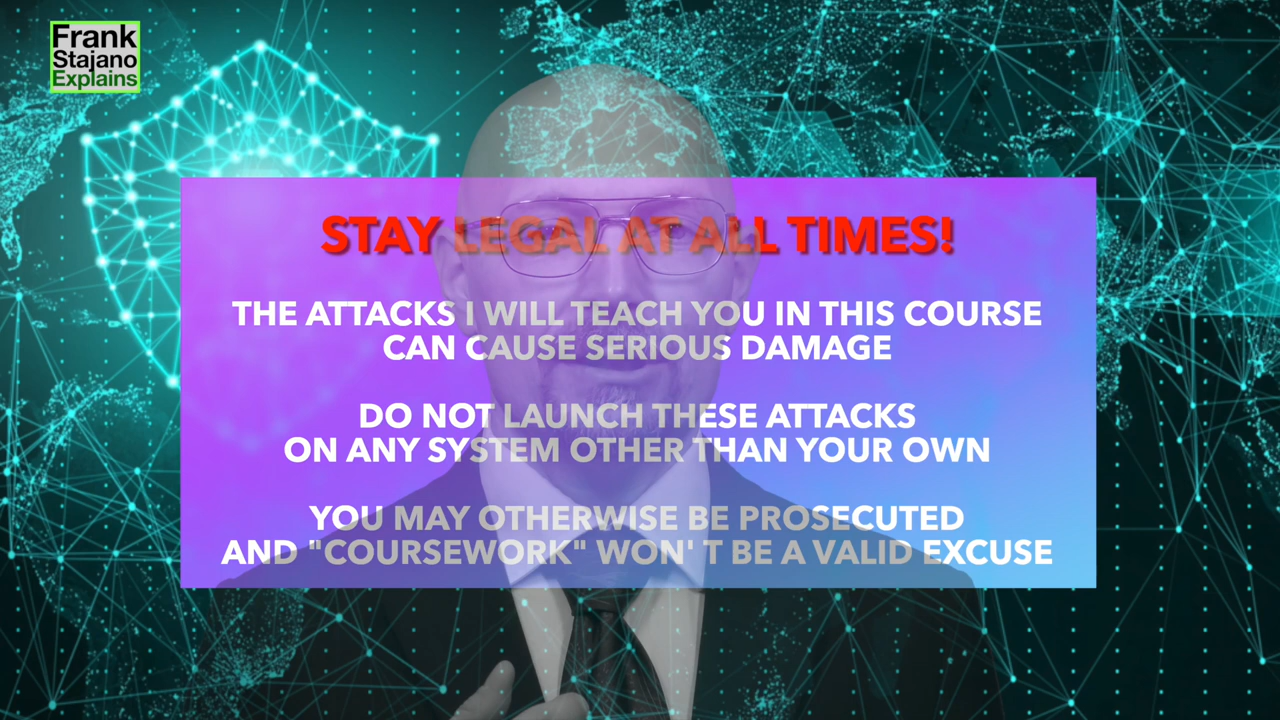 Frank
Stajano
Explains
STAY LEGAL AT ALL TIMES!
THE ATTACKS I WILL TEACH YOU IN THIS COURSE
CAN CAUSE SERIOUS DAMAGE
DO NOT LAUNCH THESE ATTACKS
ON ANY SYSTEM OTHER THAN YOUR OWN
YOU MAY OTHERWISE BE PROSECUTED
AND "COURSEWORK" WON' T BE A VALID EXCUSE